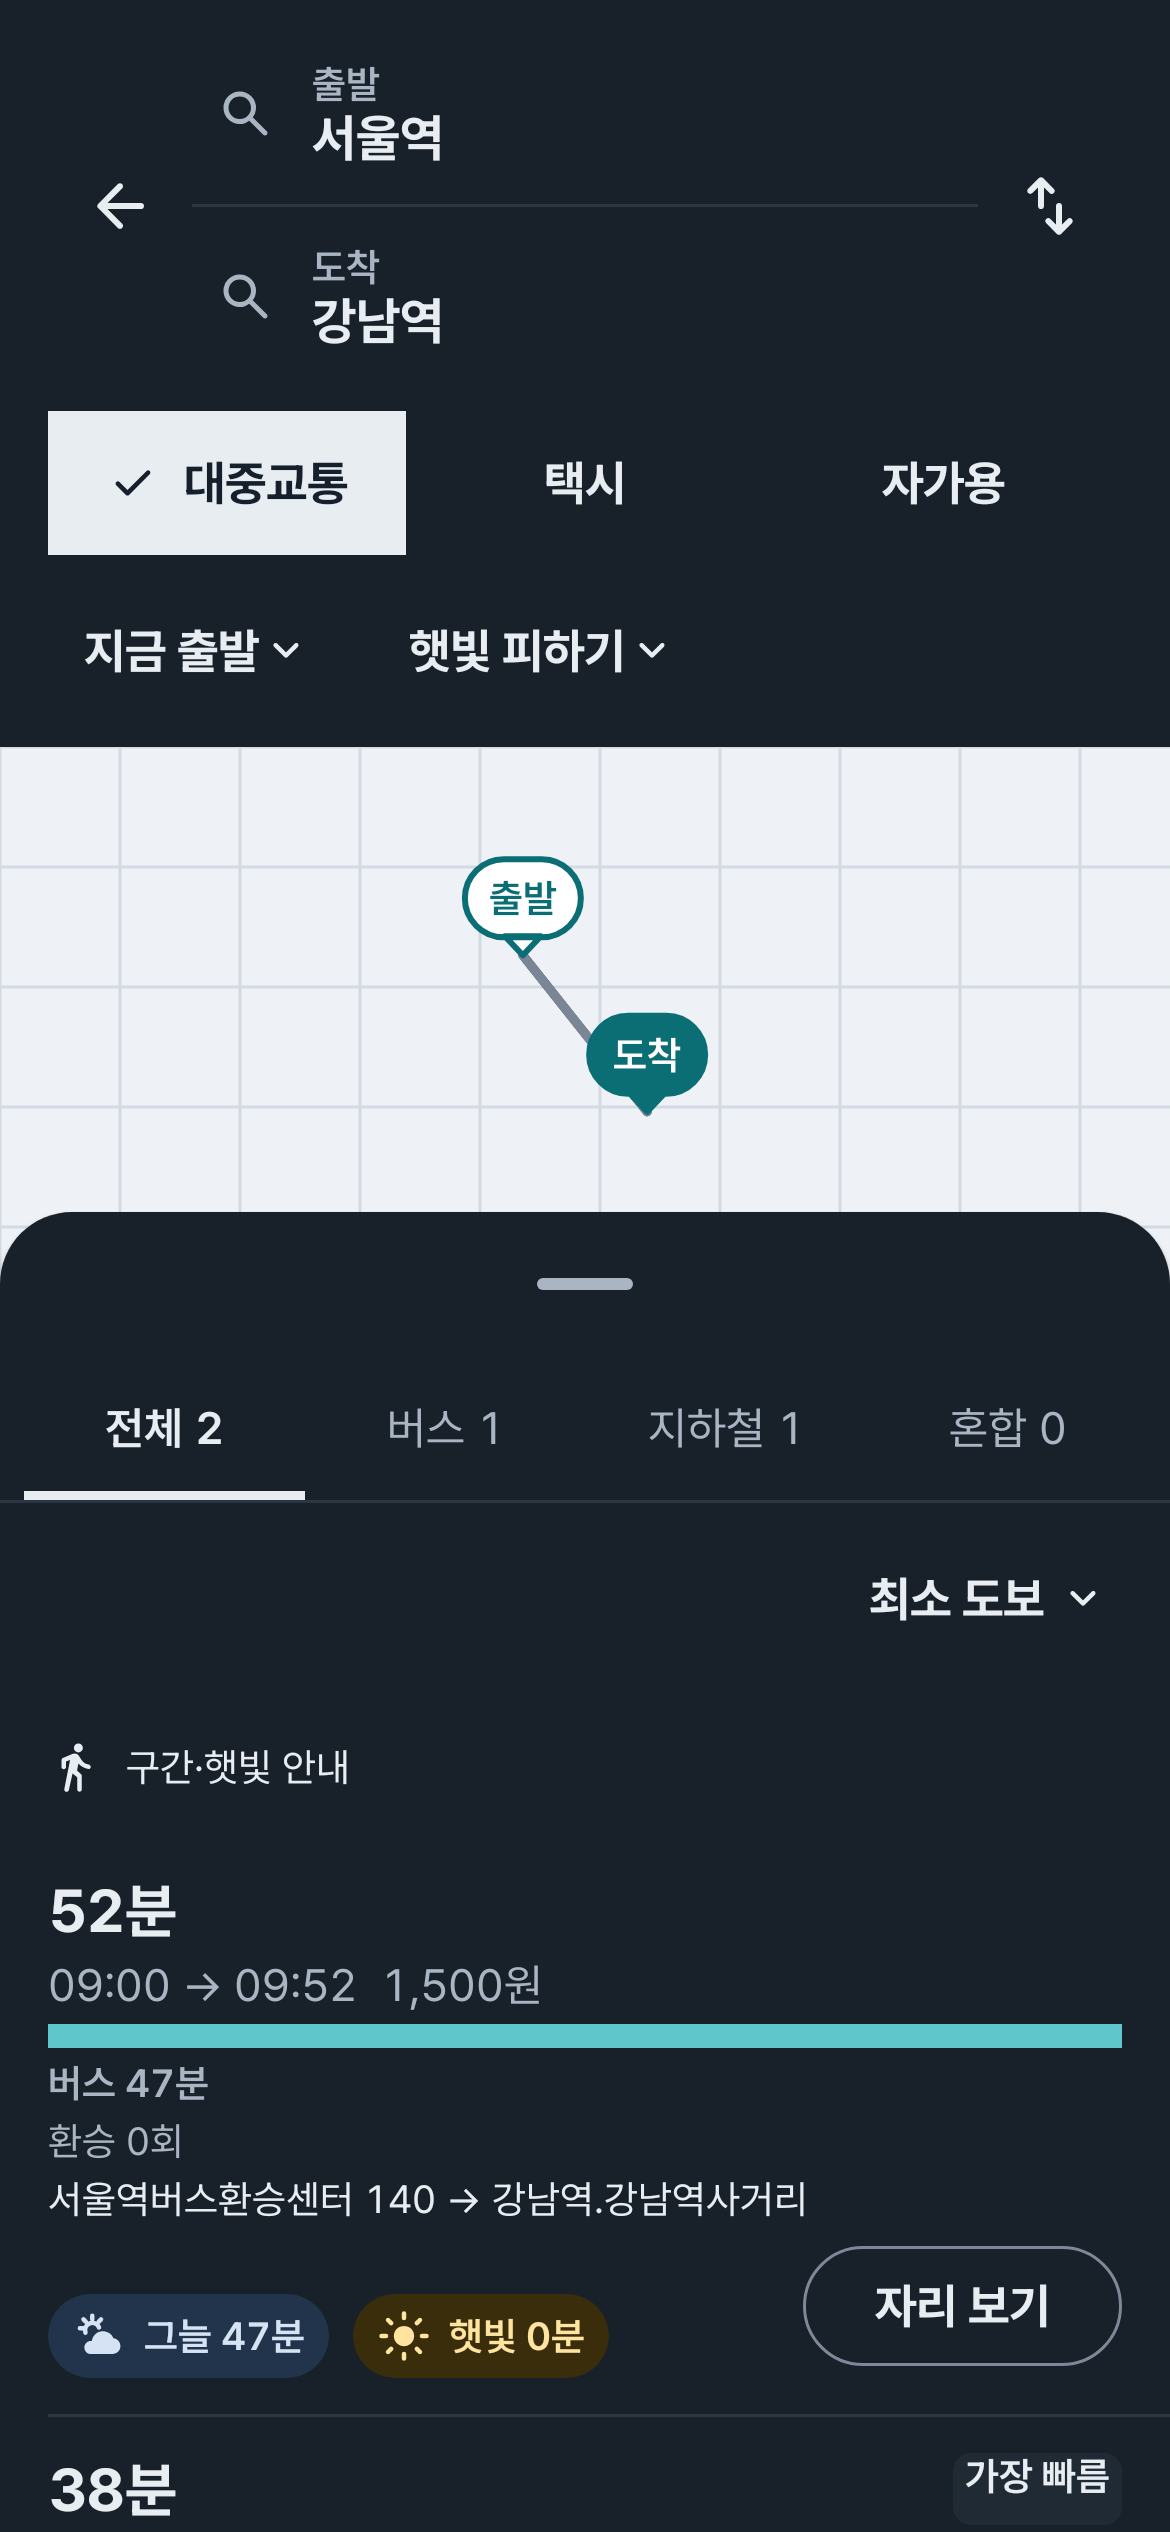 출발
서울역
도착
강남역
대중교통
택시
자가용
지금 출발
햇빛 피하기
출발
도착
전체 2
버스 1
지하철 1
혼합 0
최소 도보
구간·햇빛 안내
52분
09:00 → 09:52 1,500원
버스 47분
환승 0회
서울역버스환승센터 140 → 강남역.강남역사거리
자리 보기
그늘 47분
햇빛 0분
38분
가장 빠름